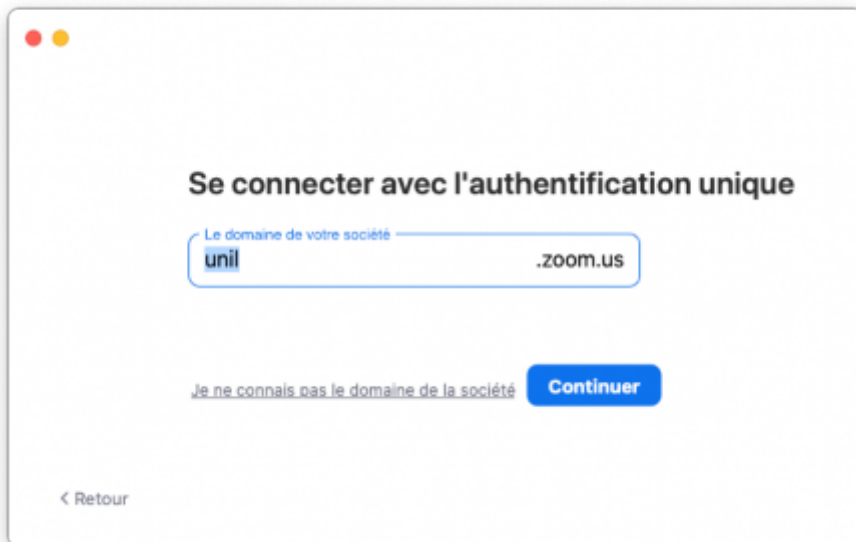 Se connecter avec l'authentification unique
Le domaine de votre société
unil .zoom.us
Je ne connais pas le domaine de la société
Continuer
< Retour